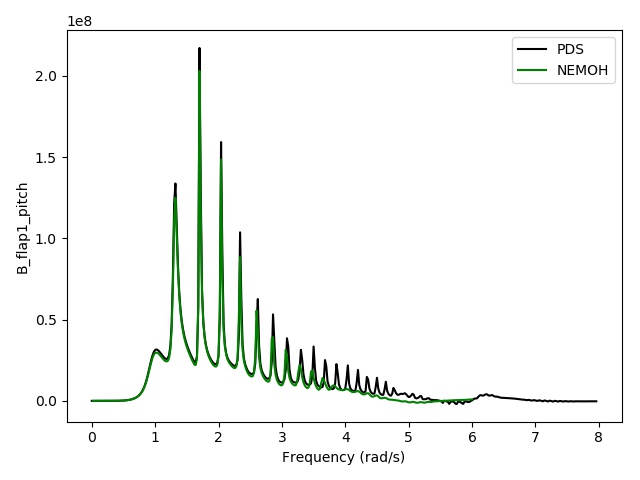 1e8
PDS
NEMOH
2.0
1.5
1.0
0.5
0.0
B_flap1_pitch
0 1 2 3 4 5 6 7 8
Frequency (rad/s)